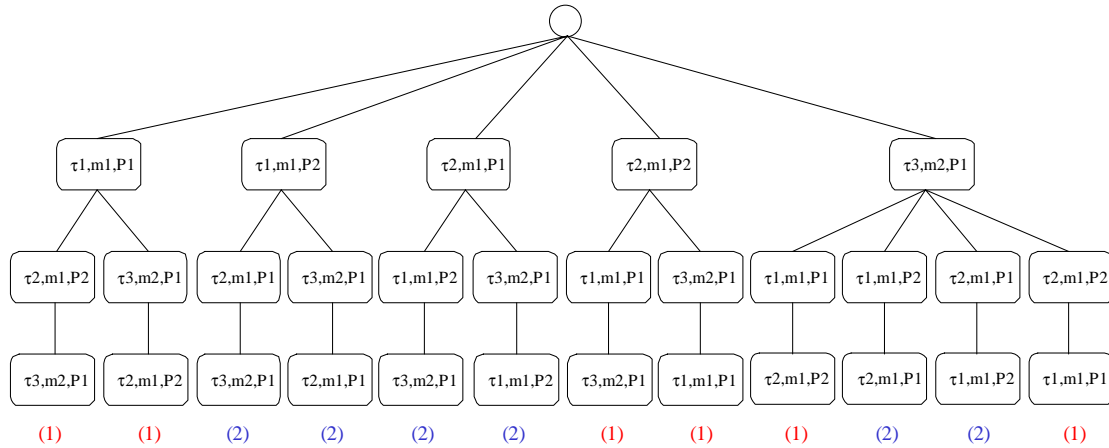 τ1,m1,P1 τ1,m1,P2 τ2,m1,P1 τ2,m1,P2 τ3,m2,P1
τ2,m1,P2 τ3,m2,P1 τ2,m1,P1 τ3,m2,P1 τ1,m1,P2 τ3,m2,P1 τ1,m1,P1 τ3,m2,P1 τ1,m1,P1 τ1,m1,P2 τ2,m1,P1 τ2,m1,P2
τ3,m2,P1 τ2,m1,P2 τ3,m2,P1 τ2,m1,P1 τ3,m2,P1 τ1,m1,P2 τ3,m2,P1 τ1,m1,P1 τ2,m1,P2 τ2,m1,P1 τ1,m1,P2 τ1,m1,P1
(1) (1) (2) (2) (2) (2) (1) (1) (1) (2) (2) (1)